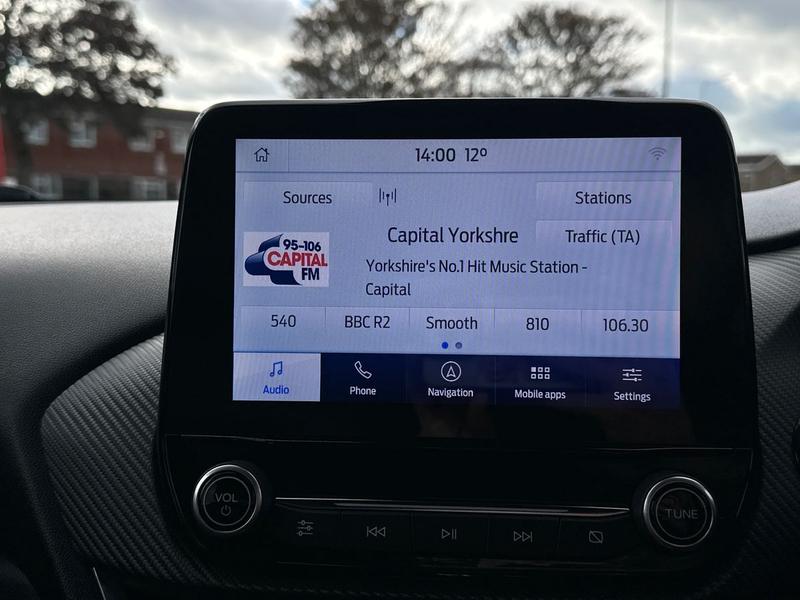 14:00 12º
Sources
Stations
Capital Yorkshre
Traffic (TA)
95-106
CAPITAL
FM
Yorkshire's No.1 Hit Music Station -
Capital
540 BBC R2 Smooth 810 106.30
Audio Phone Navigation Mobile apps Settings
VOL
TUNE